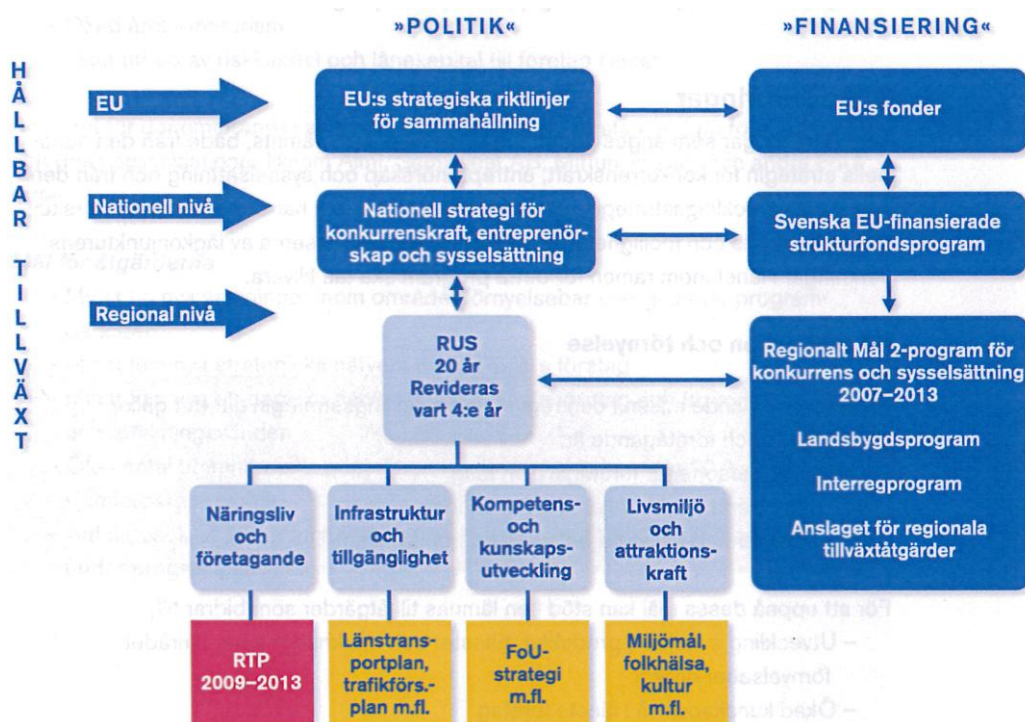 »POLITIK«
»FINANSIERING«
HÅLLBAR TILLVÄXT
EU
EU:s strategiska riktlinjer
för sammahållning
EU:s fonder
Nationell nivå
Nationell strategi för
konkurrenskraft, entreprenör-
skap och sysselsättning
Svenska EU-finansierade
strukturfondsprogram
Regional nivå
RUS
20 år
Revideras
vart 4:e år
Regionalt Mål 2-program för
konkurrens och sysselsättning
2007–2013
Landsbygdsprogram
Interregprogram
Anslaget för regionala
tillväxtåtgärder
Näringsliv
och
företagande
Infrastruktur
och
tillgänglighet
Kompetens-
och
kunskaps-
utveckling
Livsmiljö
och
attraktions-
kraft
RTP
2009–2013
Länstrans-
portplan,
trafikförs.-
plan m.fl.
FoU-
strategi
m.fl.
Miljömål,
folkhälsa,
kultur
m.fl.